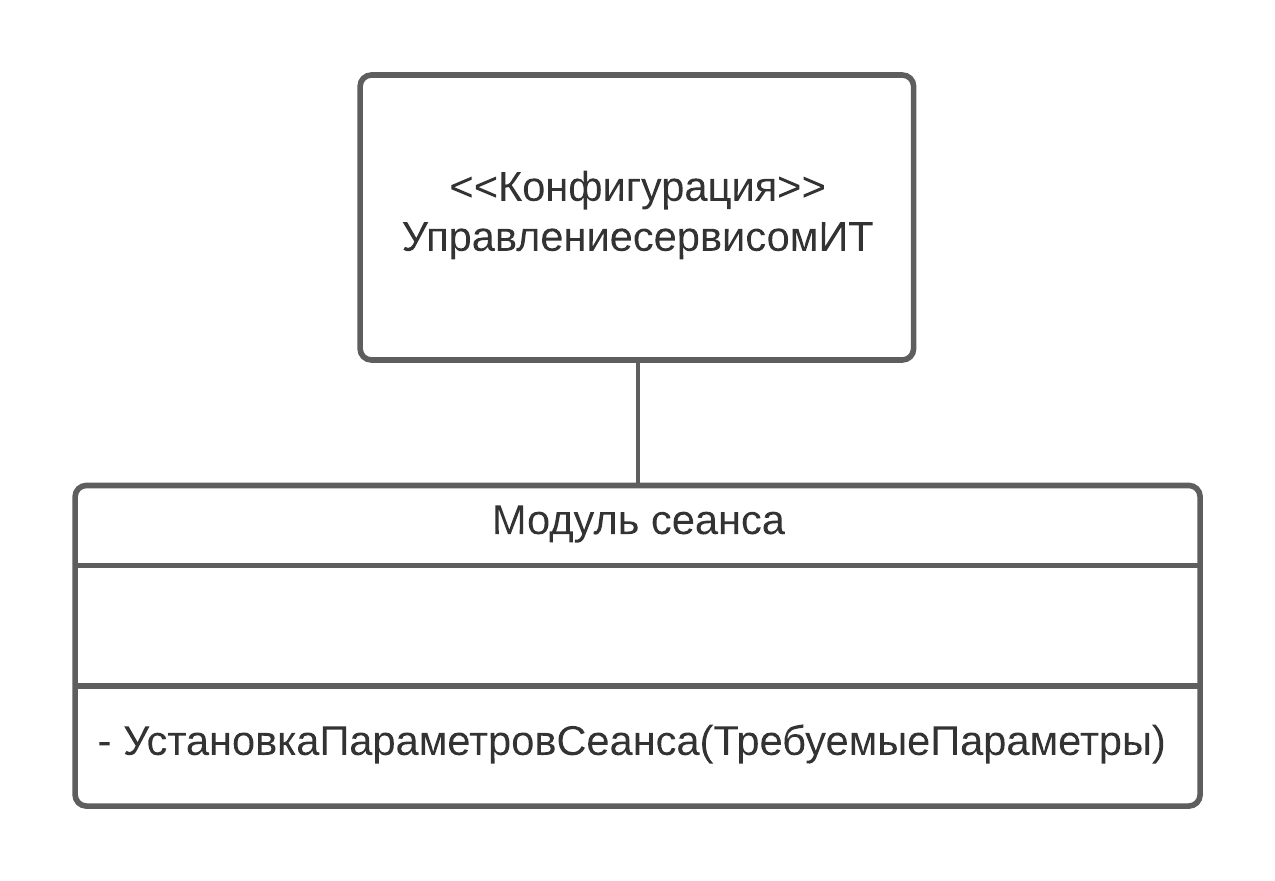 <<Конфигурация>>
УправлениесервисомИТ
Модуль сеанса
- УстановкаПараметровСеанса(ТребуемыеПараметры)